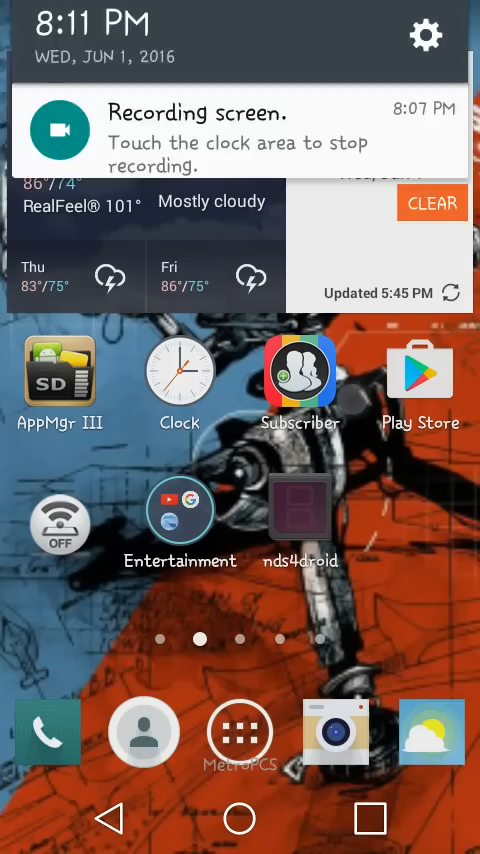 8:11 PM
WED, JUN 1, 2016
Recording screen.
8:07 PM
Touch the clock area to stop
recording.
86°/74°
RealFeel® 101°
Mostly cloudy
CLEAR
Thu
83°/75°
Fri
86°/75°
Updated 5:45 PM
SD
AppMgr III
Clock
Subscriber
Play Store
OFF
Entertainment
nds4droid
MetroPCS